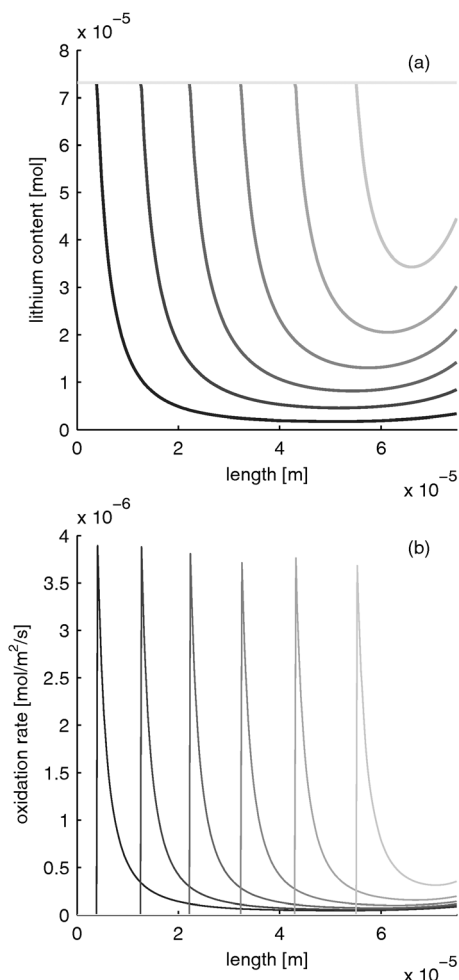 x 10⁻⁵
(a)
8
7
6
5
4
3
2
1
0
lithium content [mol]
0 2 4 6
length [m]
x 10⁻⁵
x 10⁻⁶
(b)
4
3.5
3
2.5
2
1.5
1
0.5
0
oxidation rate [mol/m²/s]
0 2 4 6
length [m]
x 10⁻⁵